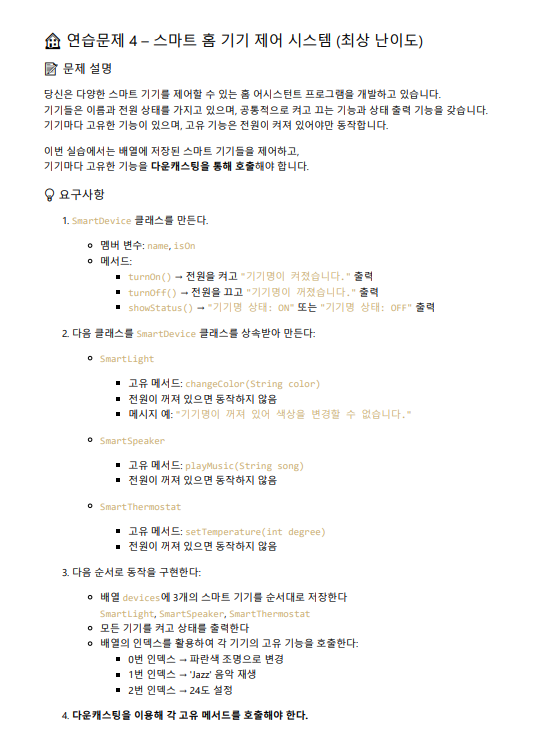 🏠 연습문제 4 – 스마트 홈 기기 제어 시스템 (최상 난이도)
📝 문제 설명
당신은 다양한 스마트 기기를 제어할 수 있는 홈 어시스턴트 프로그램을 개발하고 있습니다.
기기들은 이름과 전원 상태를 가지고 있으며, 공통적으로 켜고 끄는 기능과 상태 출력 기능을 갖습니다.
기기마다 고유한 기능이 있으며, 고유 기능은 전원이 켜져 있어야만 동작합니다.
이번 실습에서는 배열에 저장된 스마트 기기들을 제어하고,
기기마다 고유한 기능을 다운캐스팅을 통해 호출해야 합니다.
💡 요구사항
1. SmartDevice 클래스를 만든다.
○ 멤버 변수: name, isOn
○ 메서드:
■ turnOn() → 전원을 켜고 "기기명이 켜졌습니다." 출력
■ turnOff() → 전원을 끄고 "기기명이 꺼졌습니다." 출력
■ showStatus() → "기기명 상태: ON" 또는 "기기명 상태: OFF" 출력
2. 다음 클래스를 SmartDevice 클래스를 상속받아 만든다:
○ SmartLight
■ 고유 메서드: changeColor(String color)
■ 전원이 꺼져 있으면 동작하지 않음
■ 메시지 예: "기기명이 꺼져 있어 색상을 변경할 수 없습니다."
○ SmartSpeaker
■ 고유 메서드: playMusic(String song)
■ 전원이 꺼져 있으면 동작하지 않음
○ SmartThermostat
■ 고유 메서드: setTemperature(int degree)
■ 전원이 꺼져 있으면 동작하지 않음
3. 다음 순서로 동작을 구현한다:
○ 배열 devices에 3개의 스마트 기기를 순서대로 저장한다
SmartLight, SmartSpeaker, SmartThermostat
○ 모든 기기를 켜고 상태를 출력한다
○ 배열의 인덱스를 활용하여 각 기기의 고유 기능을 호출한다:
■ 0번 인덱스 → 파란색 조명으로 변경
■ 1번 인덱스 → 'Jazz' 음악 재생
■ 2번 인덱스 → 24도 설정
4. 다운캐스팅을 이용해 각 고유 메서드를 호출해야 한다.